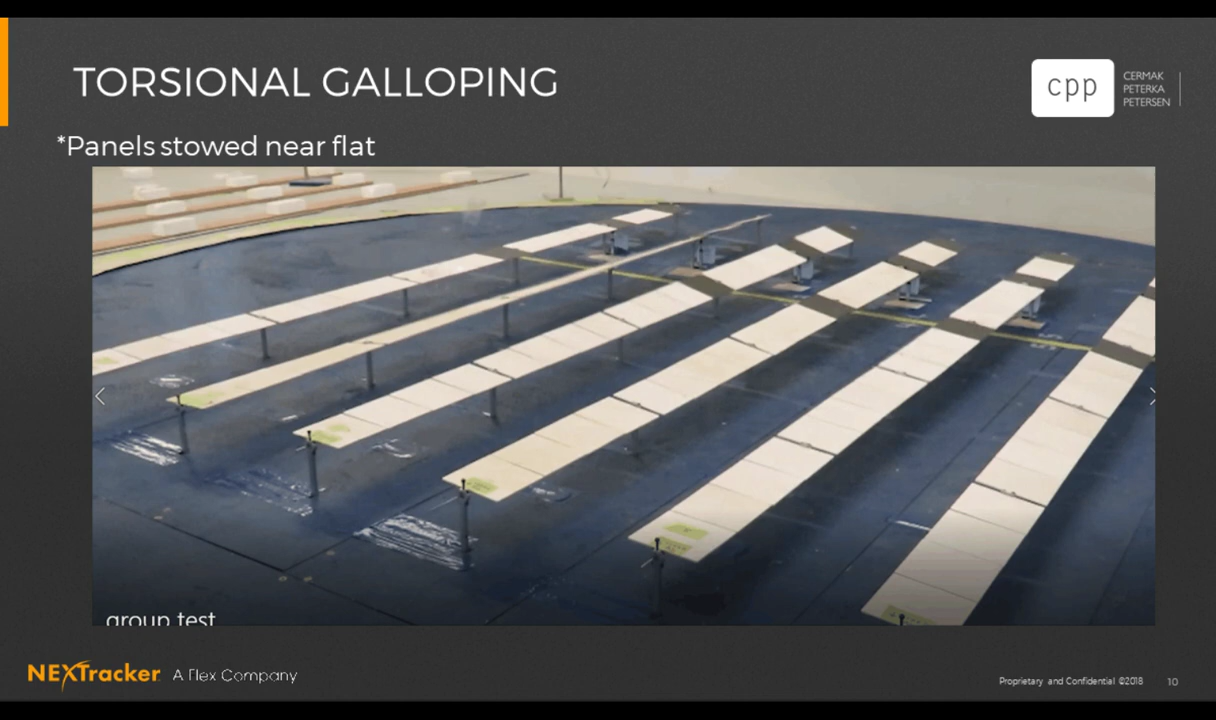 TORSIONAL GALLOPING
cpp
CERMAK
PETERKA
PETERSEN
*Panels stowed near flat
group test
NEXTracker A Flex Company
Proprietary and Confidential ©2018 10